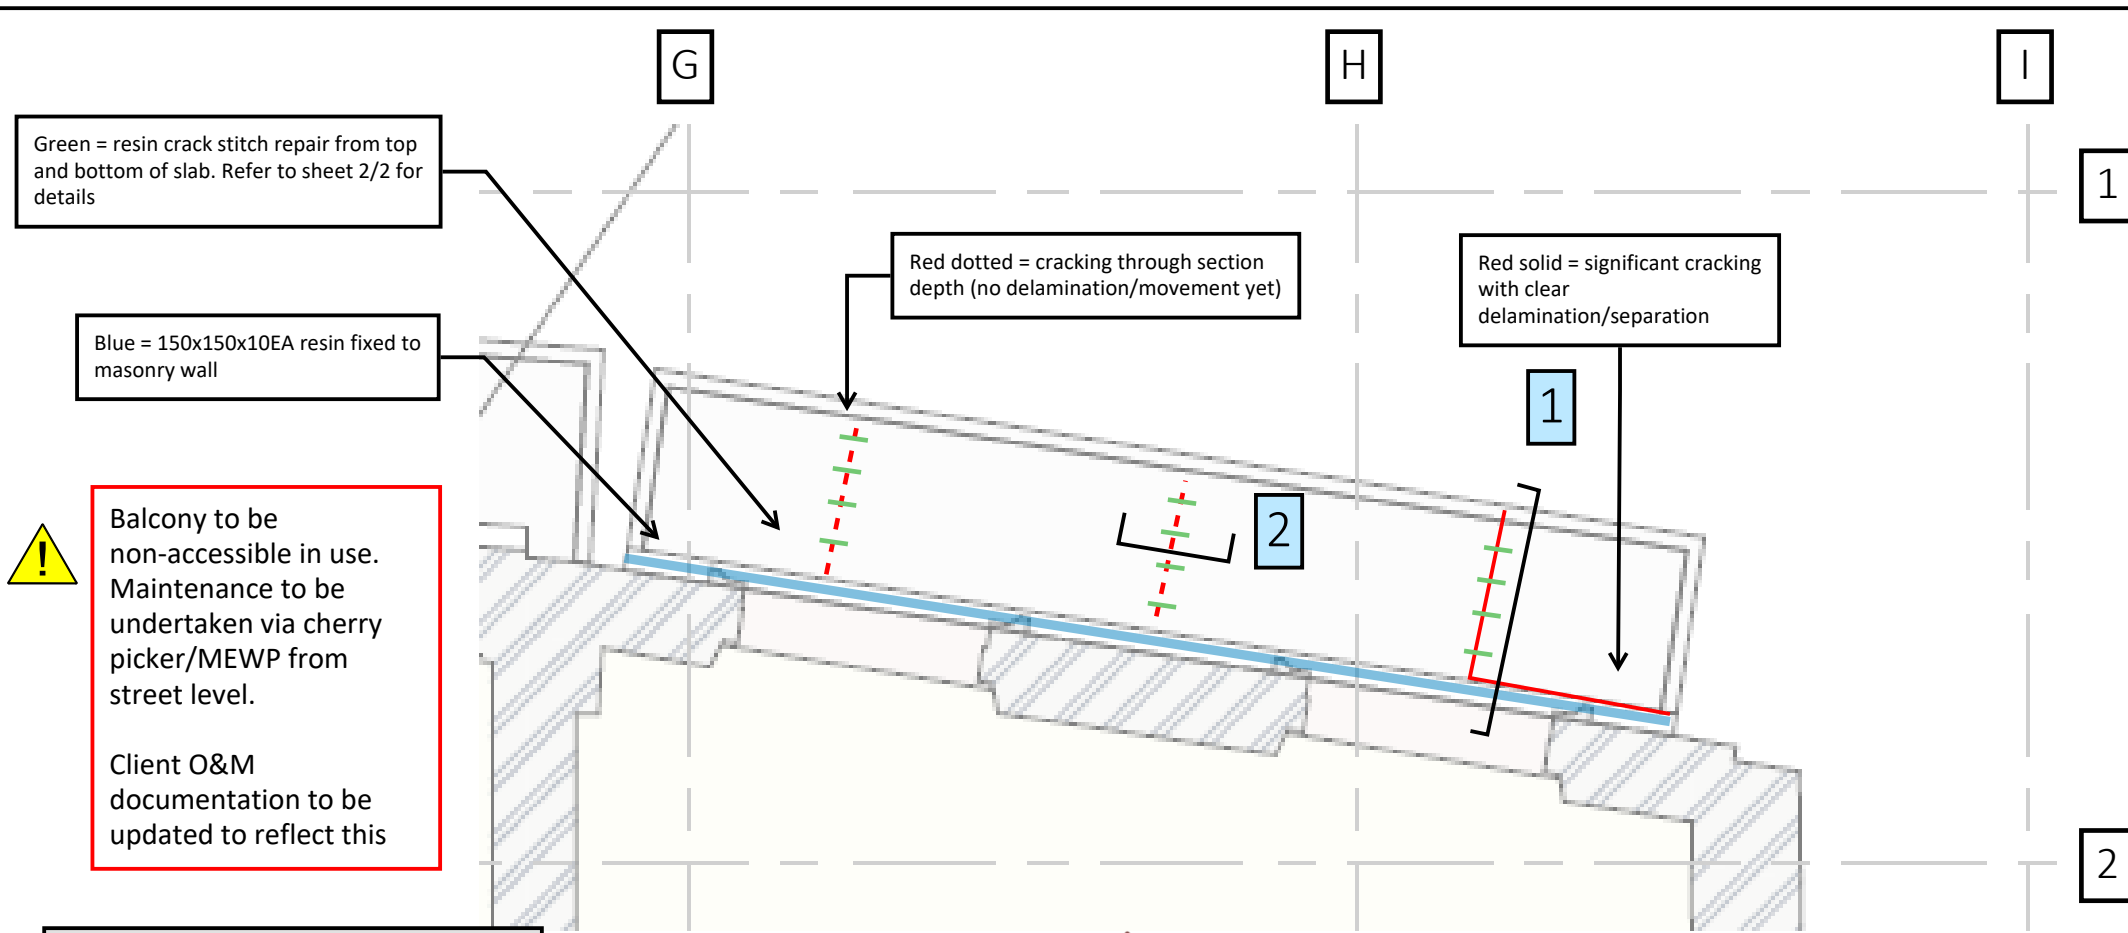 G
H
I
Green = resin crack stitch repair from top
and bottom of slab. Refer to sheet 2/2 for
details
1
Red dotted = cracking through section
depth (no delamination/movement yet)
Red solid = significant cracking
with clear
delamination/separation
Blue = 150x150x10EA resin fixed to
masonry wall
1
2
!
Balcony to be
non-accessible in use.
Maintenance to be
undertaken via cherry
picker/MEWP from
street level.
Client O&M
documentation to be
updated to reflect this
2